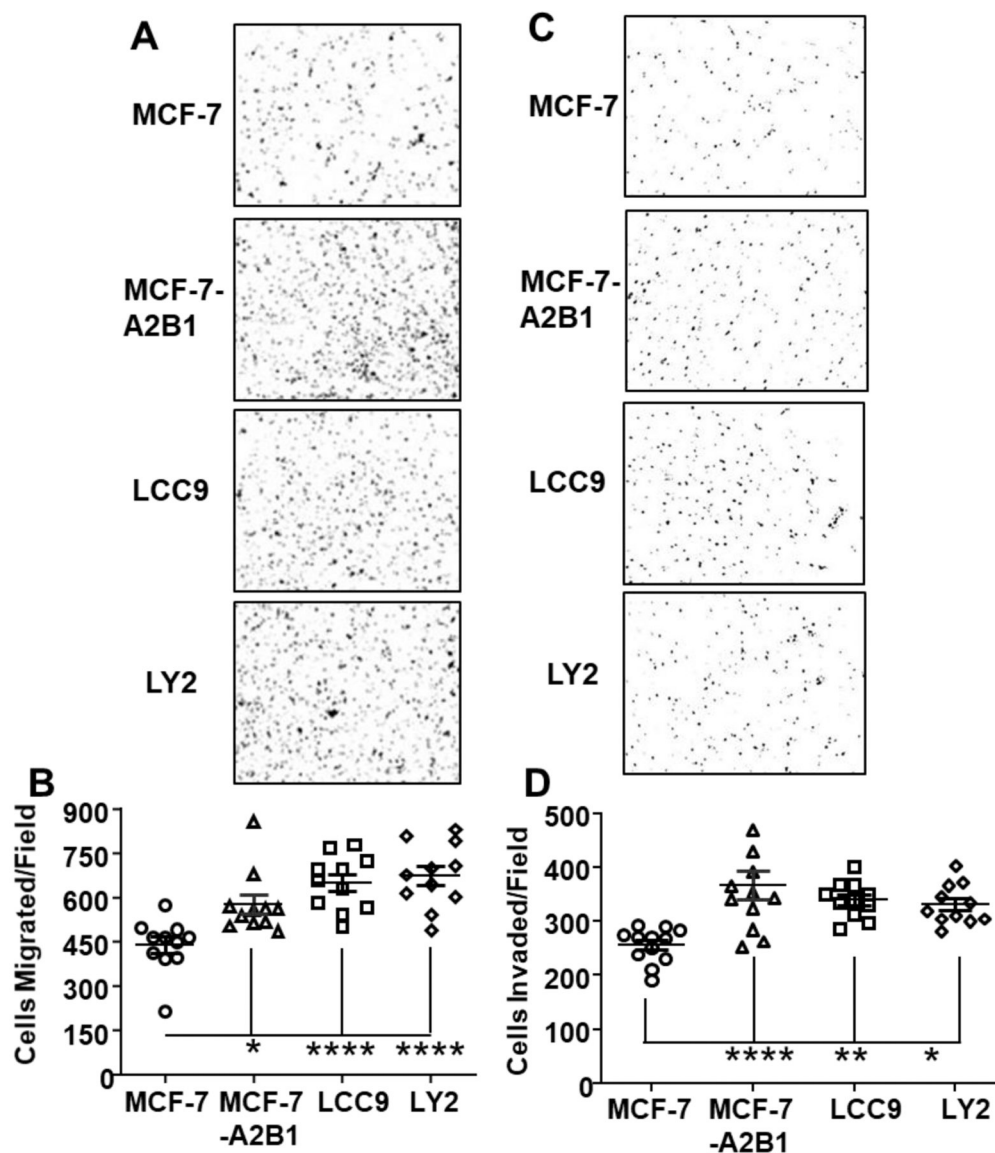 A
MCF-7
MCF-7-
A2B1
LCC9
LY2
B
Cells Migrated/Field
900
750
600
450
300
150
0
*
****
****
MCF-7
MCF-7
-A2B1
LCC9
LY2
C
MCF-7
MCF-7-
A2B1
LCC9
LY2
D
Cells Invaded/Field
500
400
300
200
100
0
****
**
*
MCF-7
MCF-7
-A2B1
LCC9
LY2